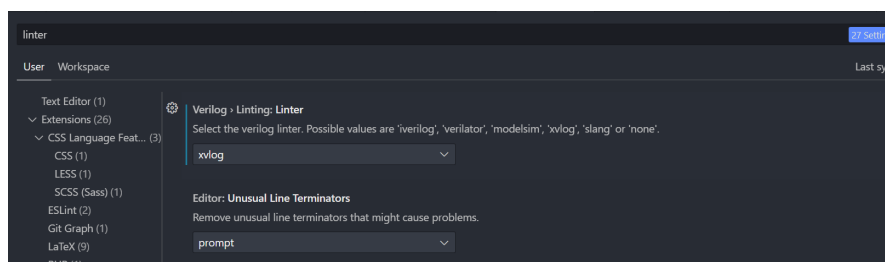 linter
27 Settin
User Workspace
Last sy
Text Editor (1)
Extensions (26)
CSS Language Feat... (3)
CSS (1)
LESS (1)
SCSS (Sass) (1)
ESLint (2)
Git Graph (1)
LaTeX (9)
Verilog › Linting: Linter
Select the verilog linter. Possible values are 'iverilog', 'verilator', 'modelsim', 'xvlog', 'slang' or 'none'.
xvlog
Editor: Unusual Line Terminators
Remove unusual line terminators that might cause problems.
prompt